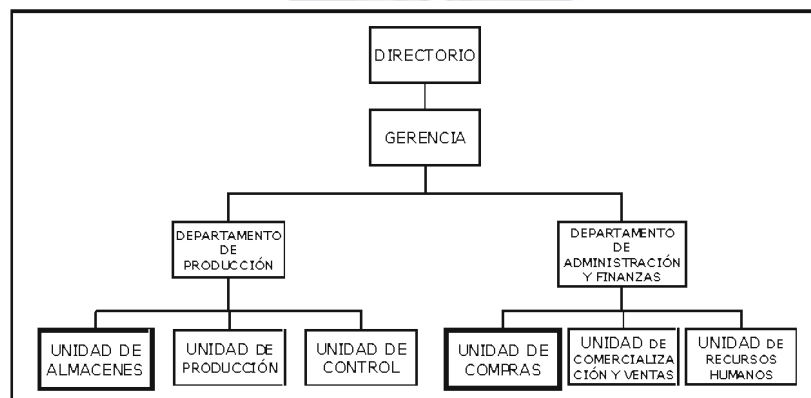 DIRECTORIO
GERENCIA
DEPARTAMENTO
DE
PRODUCCIÓN
DEPARTAMENTO
DE
ADMINISTRACIÓN
Y FINANZAS
UNIDAD DE
ALMACENES
UNIDAD DE
PRODUCCIÓN
UNIDAD DE
CONTROL
UNIDAD DE
COMPRAS
UNIDAD DE
COMERCIALIZA
CIÓN Y VENTAS
UNIDAD DE
RECURSOS
HUMANOS